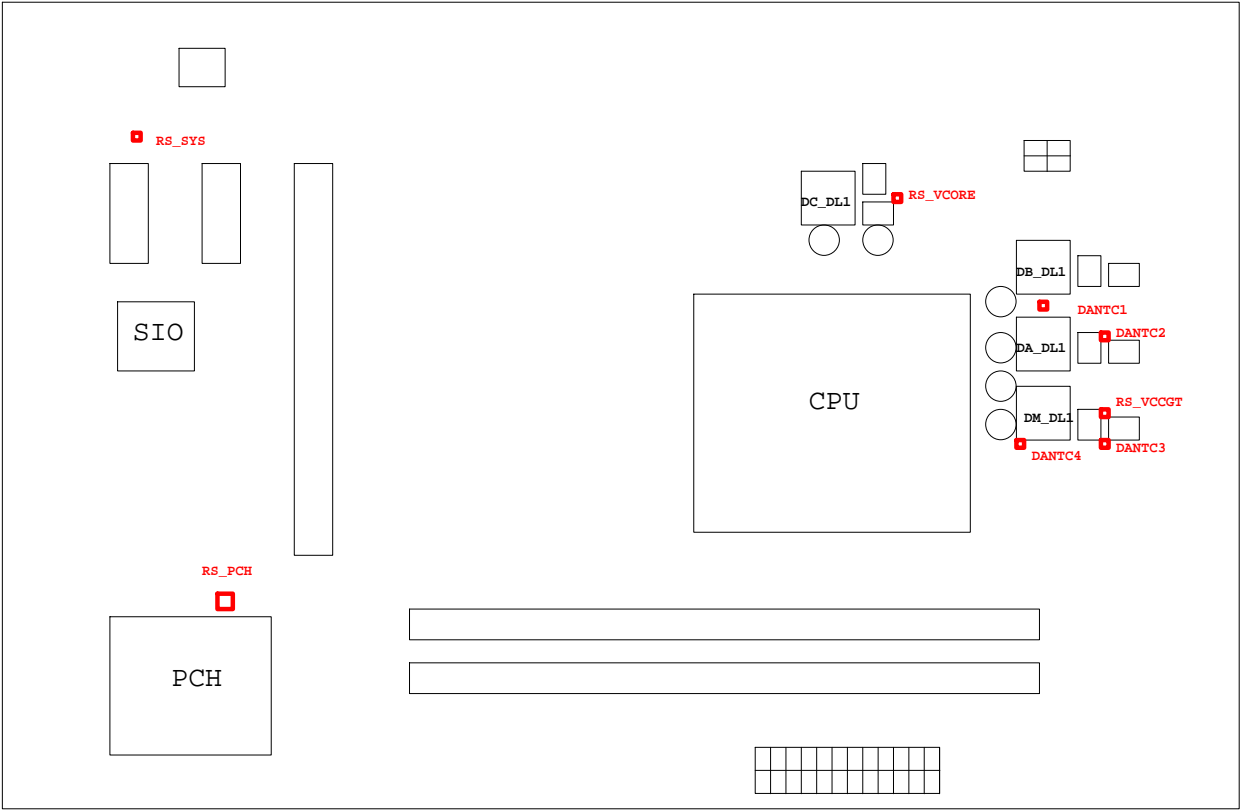 RS_SYS
RS_VCORE
DC_DL1
DB_DL1
DANTC1
SIO
DANTC2
DA_DL1
CPU
RS_VCCGT
DM_DL1
DANTC3
DANTC4
RS_PCH
PCH